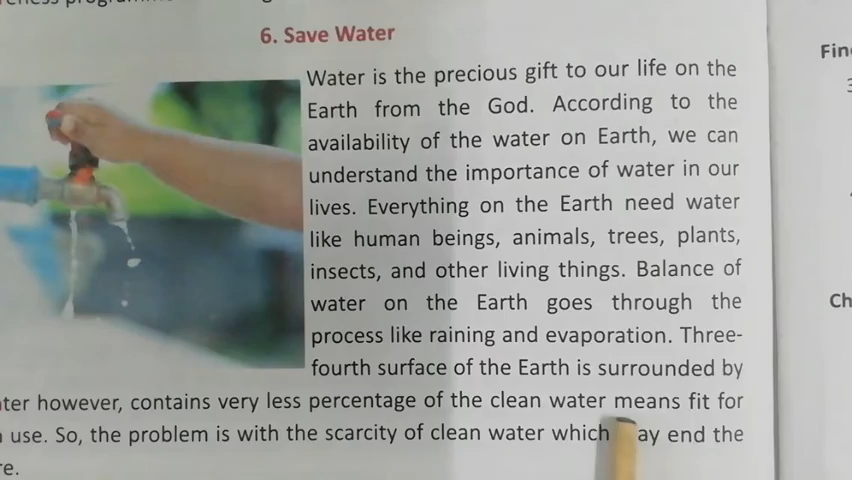 6. Save Water
Water is the precious gift to our life on the
Earth from the God. According to the
availability of the water on Earth, we can
understand the importance of water in our
lives. Everything on the Earth need water
like human beings, animals, trees, plants,
insects, and other living things. Balance of
water on the Earth goes through the
process like raining and evaporation. Three-
fourth surface of the Earth is surrounded by
however, contains very less percentage of the clean water means fit for
use. So, the problem is with the scarcity of clean water which end the